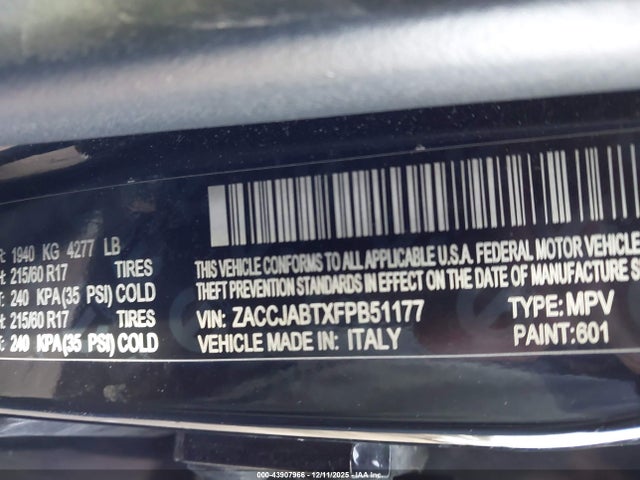 R: 1940 KG 4277 LB
T: 215/60 R17 TIRES
T: 240 KPA(35 PSI) COLD
T: 215/60 R17 TIRES
T: 240 KPA(35 PSI) COLD
THIS VEHICLE CONFORMS TO ALL APPLICABLE U.S.A. FEDERAL MOTOR VEHICLE
THEFT PREVENTION STANDARDS IN EFFECT ON THE DATE OF MANUFACTURE S
VIN: ZACCJABTXFPB51177 TYPE: MPV
VEHICLE MADE IN: ITALY PAINT: 601
000-43907966 12/11/2025 IAA Inc.